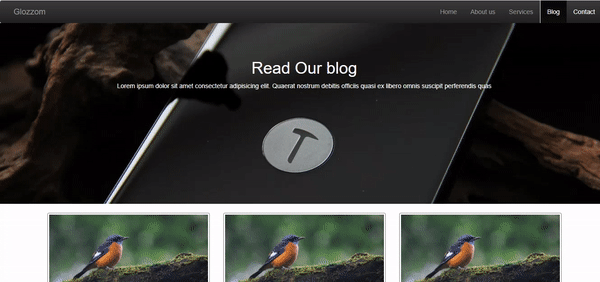 Glozzom
Home About us Services Blog Contact
Read Our blog
Lorem ipsum dolor sit amet consectetur adipisicing elit. Quaerat nostrum debitis officiis quasi ex libero omnis suscipit perferendis quas